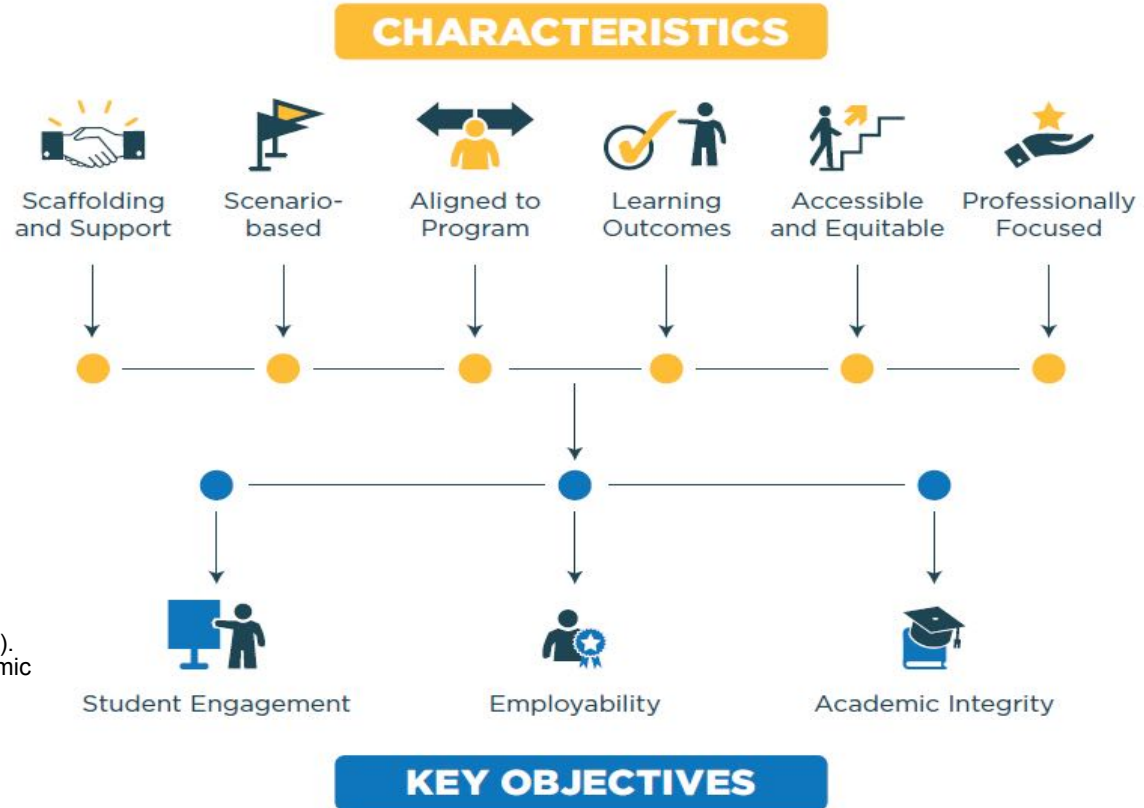 CHARACTERISTICS
Scaffolding
and Support
Scenario-
based
Aligned to
Program
Learning
Outcomes
Accessible
and Equitable
Professionally
Focused
).
mic
Student Engagement
Employability
Academic Integrity
KEY OBJECTIVES